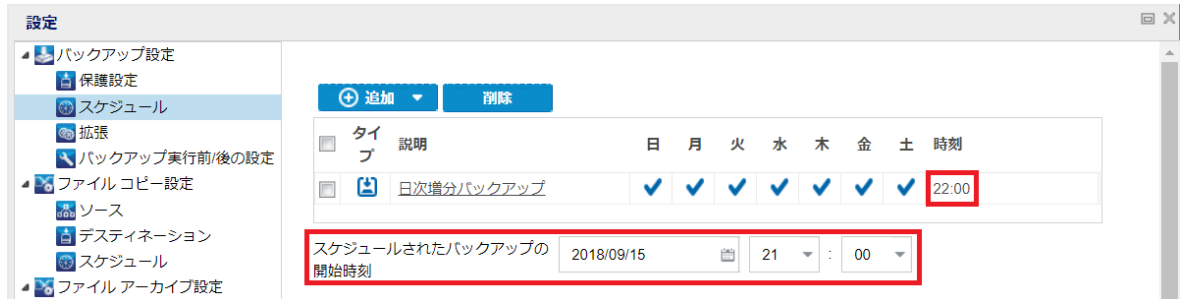 設定
バックアップ設定
保護設定
スケジュール
拡張
バックアップ実行前/後の設定
ファイル コピー設定
ソース
デスティネーション
スケジュール
ファイル アーカイブ設定
追加 削除
タイプ 説明 日 月 火 水 木 金 土 時刻
日次増分バックアップ 22:00
スケジュールされたバックアップの
開始時刻 2018/09/15 21 : 00